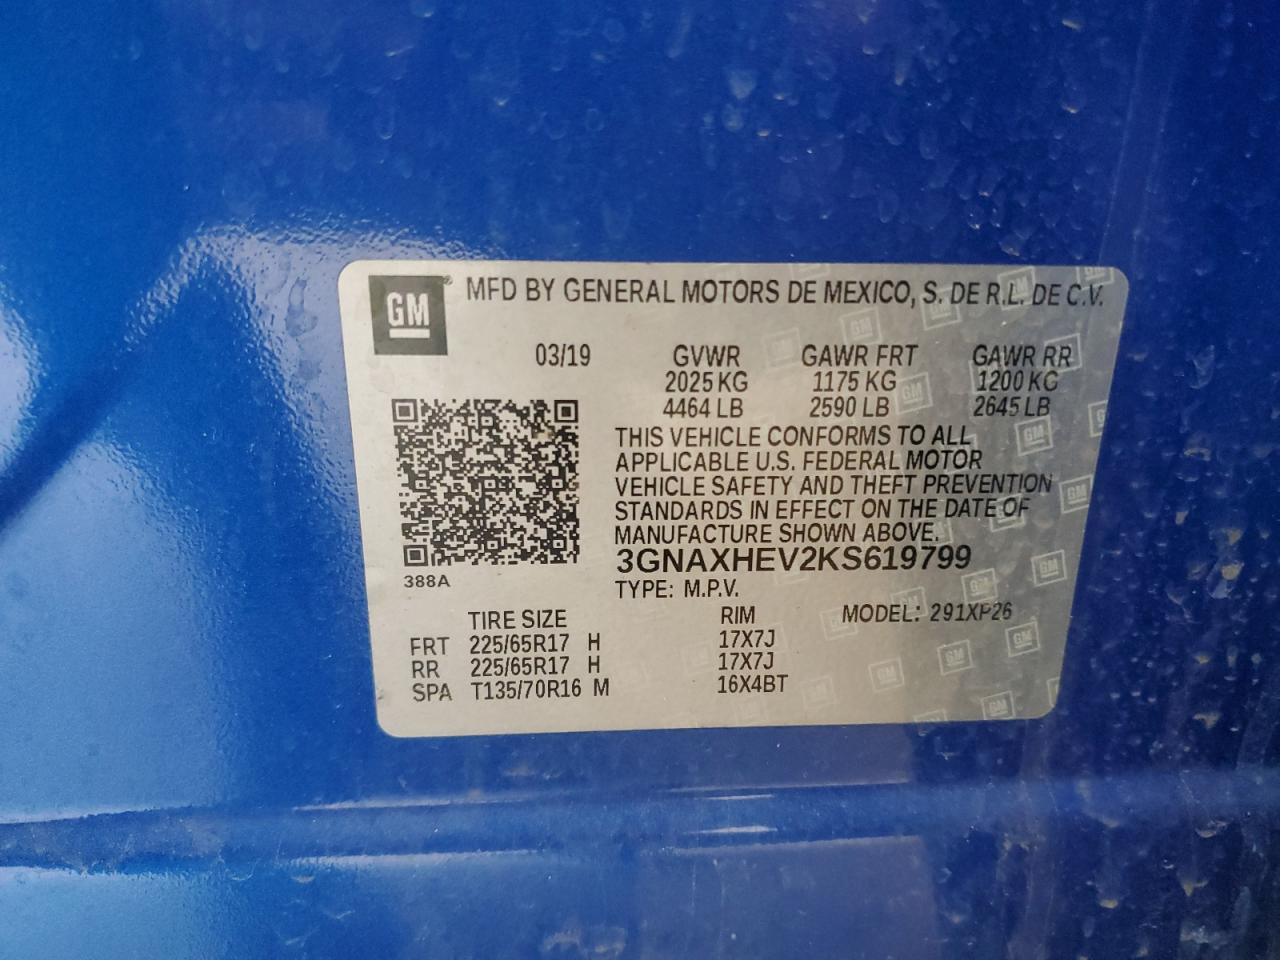 GM ® MFD BY GENERAL MOTORS DE MEXICO, S. DE R.L. DE C.V.
03/19 GVWR GAWR FRT GAWR RR
2025 KG 1175 KG 1200 KG
4464 LB 2590 LB 2645 LB
THIS VEHICLE CONFORMS TO ALL
APPLICABLE U.S. FEDERAL MOTOR
VEHICLE SAFETY AND THEFT PREVENTION
STANDARDS IN EFFECT ON THE DATE OF
MANUFACTURE SHOWN ABOVE.
3GNAXHEV2KS619799
388A TYPE: M.P.V.
TIRE SIZE RIM MODEL: 291XP26
FRT 225/65R17 H 17X7J
RR 225/65R17 H 17X7J
SPA T135/70R16 M 16X4BT